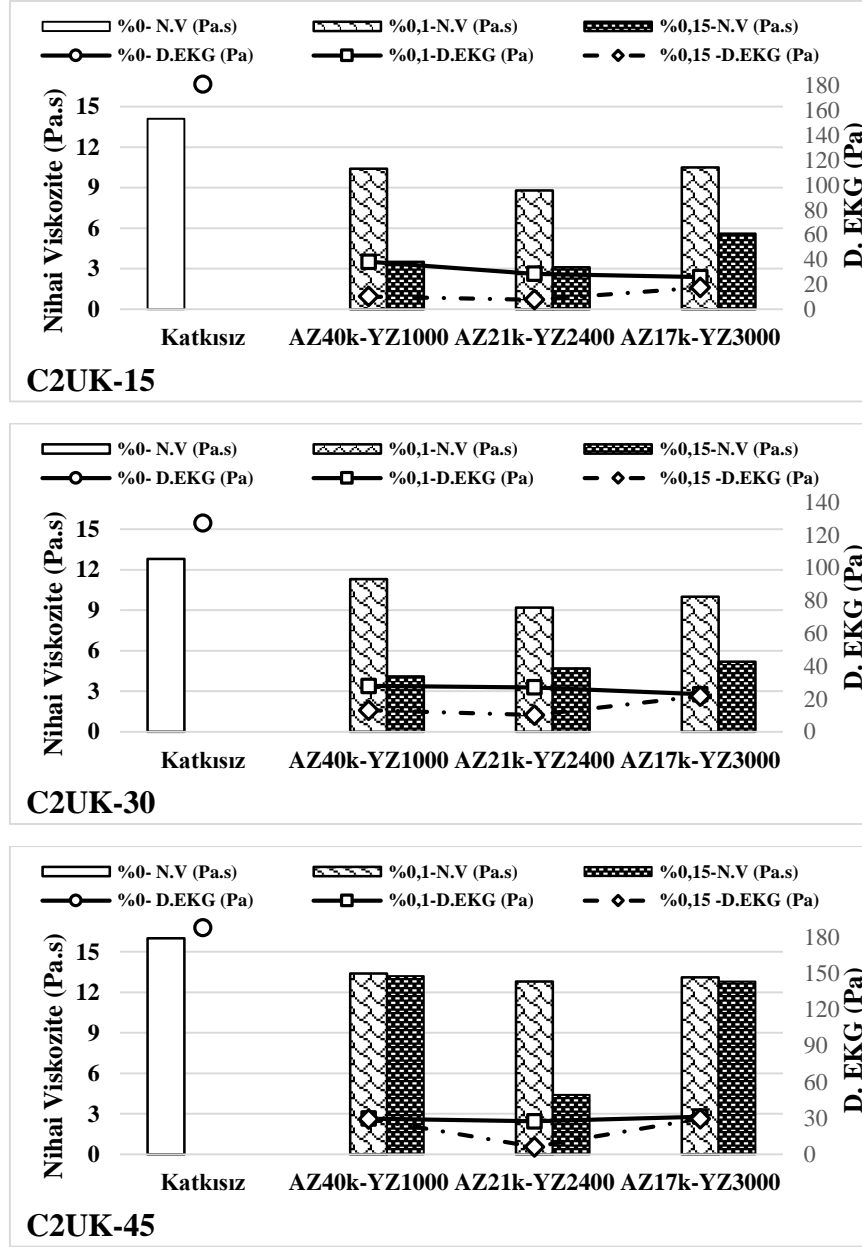 %0- N.V (Pa.s) %0,1-N.V (Pa.s) %0,15-N.V (Pa.s)
%0- D.EKG (Pa) %0,1-D.EKG (Pa) %0,15 -D.EKG (Pa)
Nihai Viskozite (Pa.s)
15
12
9
6
3
0
180
160
140
120
100
80
60
40
20
0
D. EKG (Pa)
Katkısız AZ40k-YZ1000 AZ21k-YZ2400 AZ17k-YZ3000
C2UK-15
%0- N.V (Pa.s) %0,1-N.V (Pa.s) %0,15-N.V (Pa.s)
%0- D.EKG (Pa) %0,1-D.EKG (Pa) %0,15 -D.EKG (Pa)
Nihai Viskozite (Pa.s)
15
12
9
6
3
0
140
120
100
80
60
40
20
0
D. EKG (Pa)
Katkısız AZ40k-YZ1000 AZ21k-YZ2400 AZ17k-YZ3000
C2UK-30
%0- N.V (Pa.s) %0,1-N.V (Pa.s) %0,15-N.V (Pa.s)
%0- D.EKG (Pa) %0,1-D.EKG (Pa) %0,15 -D.EKG (Pa)
Nihai Viskozite (Pa.s)
15
12
9
6
3
0
180
150
120
90
60
30
0
D. EKG (Pa)
Katkısız AZ40k-YZ1000 AZ21k-YZ2400 AZ17k-YZ3000
C2UK-45